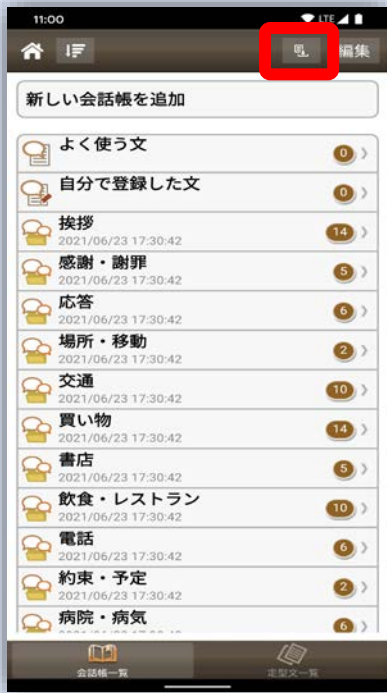 11:00
LTE
編集
新しい会話帳を追加
よく使う文
0
自分で登録した文
0
挨拶
14
2021/06/23 17:30:42
感謝・謝罪
5
2021/06/23 17:30:42
応答
6
2021/06/23 17:30:42
場所・移動
2
2021/06/23 17:30:42
交通
10
2021/06/23 17:30:42
買い物
14
2021/06/23 17:30:42
書店
5
2021/06/23 17:30:42
飲食・レストラン
10
2021/06/23 17:30:42
電話
6
2021/06/23 17:30:42
約束・予定
2
2021/06/23 17:30:42
病院・病気
6
会話帳一覧
定型文一覧